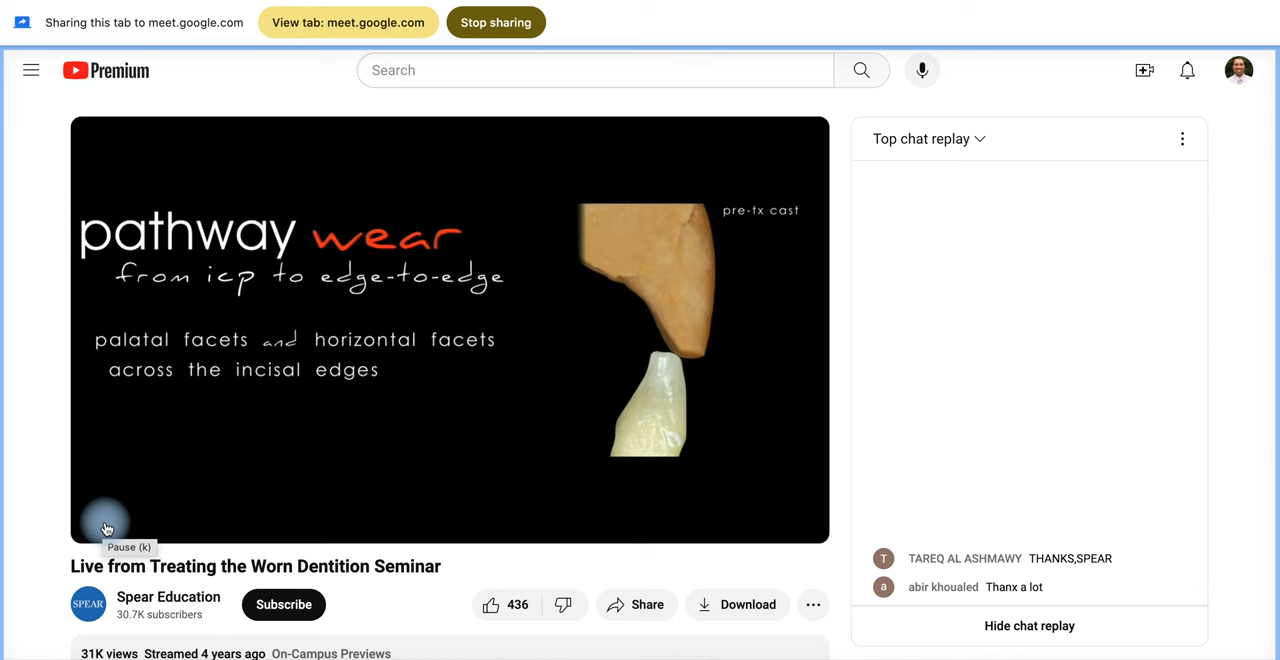 Sharing this tab to meet.google.com
View tab: meet.google.com
Stop sharing
Premium
Search
pathway wear
from icp to edge-to-edge
palatal facets and horizontal facets
across the incisal edges
pre-tx cast
Pause (k)
Top chat replay
T TAREQ AL ASHMAWY THANKS,SPEAR
a abir khoualed Thanx a lot
Hide chat replay
Live from Treating the Worn Dentition Seminar
SPEAR
Spear Education
30.7K subscribers
Subscribe
436
Share
Download
31K views Streamed 4 years ago On-Campus Previews